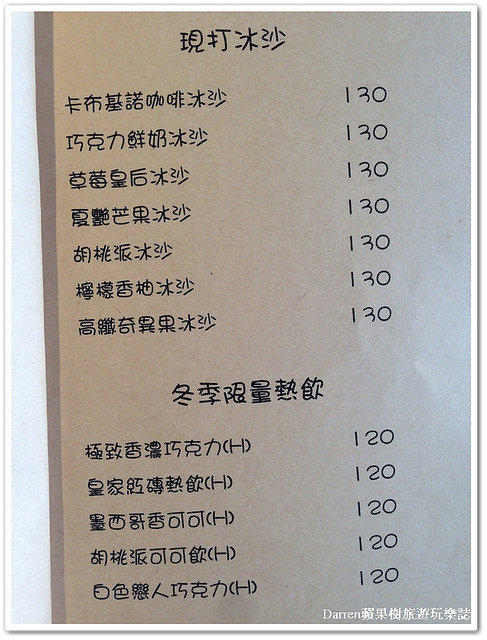 現打冰沙
卡布基諾咖啡冰沙 130
巧克力鮮奶冰沙 130
草莓皇后冰沙 130
夏艷芒果冰沙 130
胡桃派冰沙 130
檸檬香柚冰沙 130
高纖奇異果冰沙 130
冬季限量熱飲
極致香濃巧克力(H) 120
皇家紅磚熱飲(H) 120
墨西哥香可可(H) 120
胡桃派可可飲(H) 120
白色戀人巧克力(H) 120
Darren蘋果樹旅遊玩樂誌